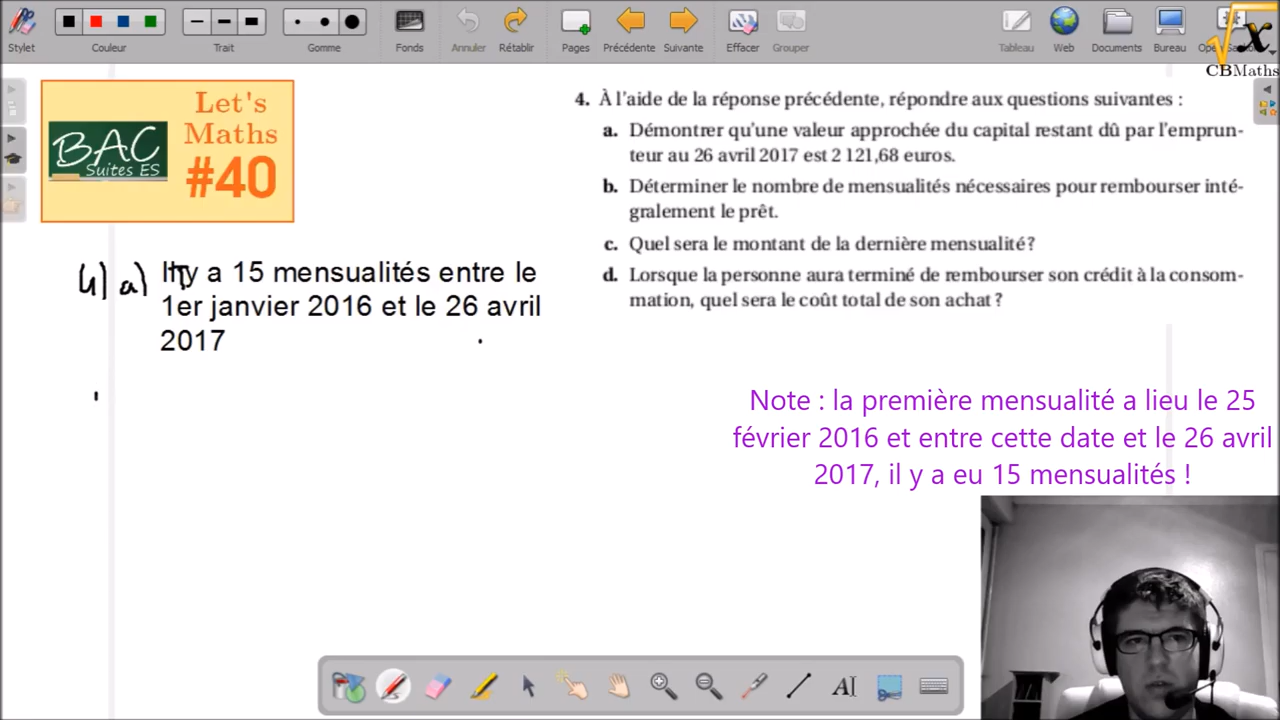 Stylet
Couleur
Trait
Gomme
Fonds
Annuler
Rétablir
Pages
Précédente
Suivante
Effacer
Grouper
Tableau
Web
Documents
Bureau
CBMaths
Let's
Maths
#40
BAC
Suites ES
4. À l'aide de la réponse précédente, répondre aux questions suivantes :
a. Démontrer qu'une valeur approchée du capital restant dû par l'emprun-
teur au 26 avril 2017 est 2 121,68 euros.
b. Déterminer le nombre de mensualités nécessaires pour rembourser inté-
gralement le prêt.
c. Quel sera le montant de la dernière mensualité ?
d. Lorsque la personne aura terminé de rembourser son crédit à la consom-
mation, quel sera le coût total de son achat ?
4) a) Il y a 15 mensualités entre le
1er janvier 2016 et le 26 avril
2017
Note : la première mensualité a lieu le 25
février 2016 et entre cette date et le 26 avril
2017, il y a eu 15 mensualités !